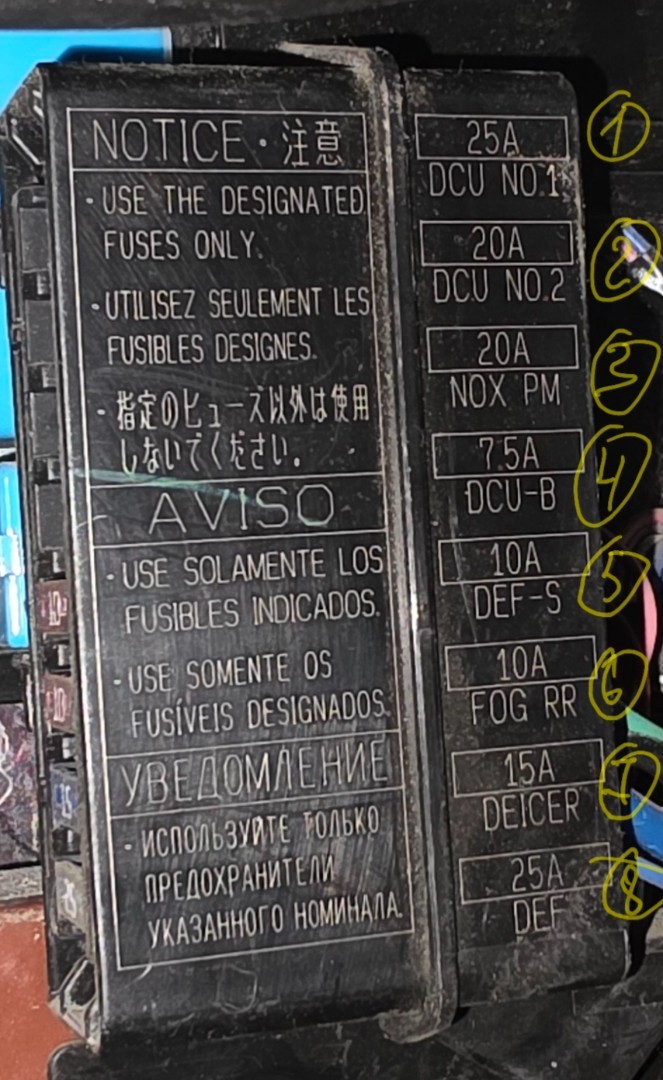 NOTICE・注意
・USE THE DESIGNATED
FUSES ONLY.
・UTILISEZ SEULEMENT LES
FUSIBLES DESIGNES.
・指定のヒューズ以外は使用
しないでください。
AVISO
・USE SOLAMENTE LOS
FUSIBLES INDICADOS.
・USE SOMENTE OS
FUSÍVEIS DESIGNADOS.
УВЕДОМЛЕНИЕ
・ИСПОЛЬЗУЙТЕ ТОЛЬКО
ПРЕДОХРАНИТЕЛИ
УКАЗАННОГО НОМИНАЛА.
25A
DCU NO.1
1
20A
DCU NO.2
2
20A
NOX PM
3
7.5A
DCU-B
4
10A
DEF-S
5
10A
FOG RR
6
15A
DEICER
7
25A
DEF
8
10
10